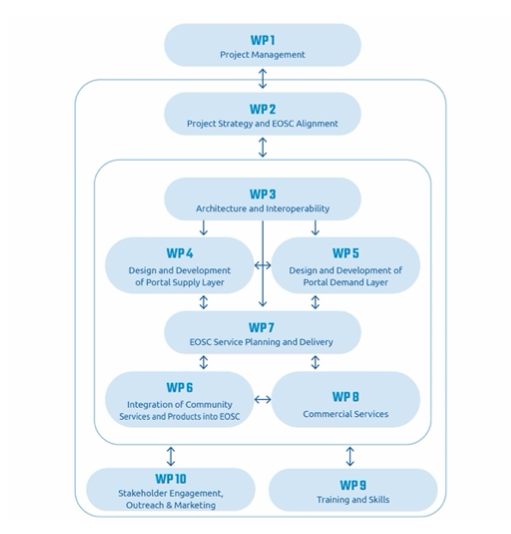 WP1
Project Management
WP2
Project Strategy and EOSC Alignment
WP3
Architecture and Interoperability
WP4
Design and Development
of Portal Supply Layer
WP5
Design and Development of
Portal Demand Layer
WP7
EOSC Service Planning and Delivery
WP6
Integration of Community
Services and Products into EOSC
WP8
Commercial Services
WP10
Stakeholder Engagement,
Outreach & Marketing
WP9
Training and Skills